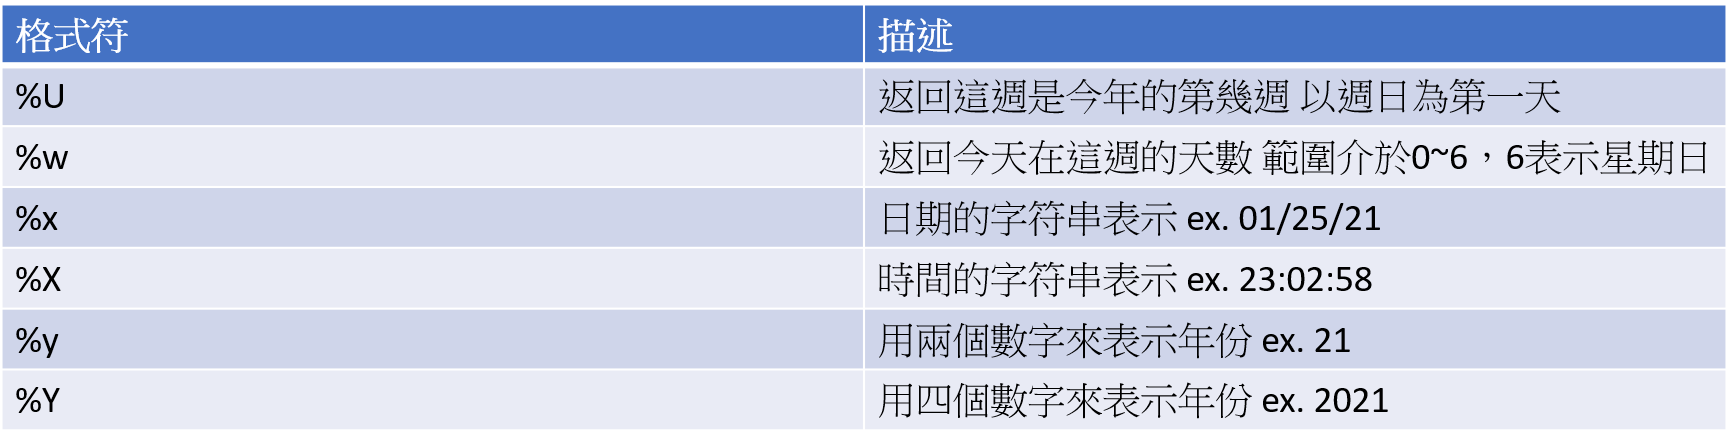 格式符 描述
%U 返回這週是今年的第幾週 以週日為第一天
%w 返回今天在這週的天數 範圍介於0~6，6表示星期日
%x 日期的字符串表示 ex. 01/25/21
%X 時間的字符串表示 ex. 23:02:58
%y 用兩個數字來表示年份 ex. 21
%Y 用四個數字來表示年份 ex. 2021